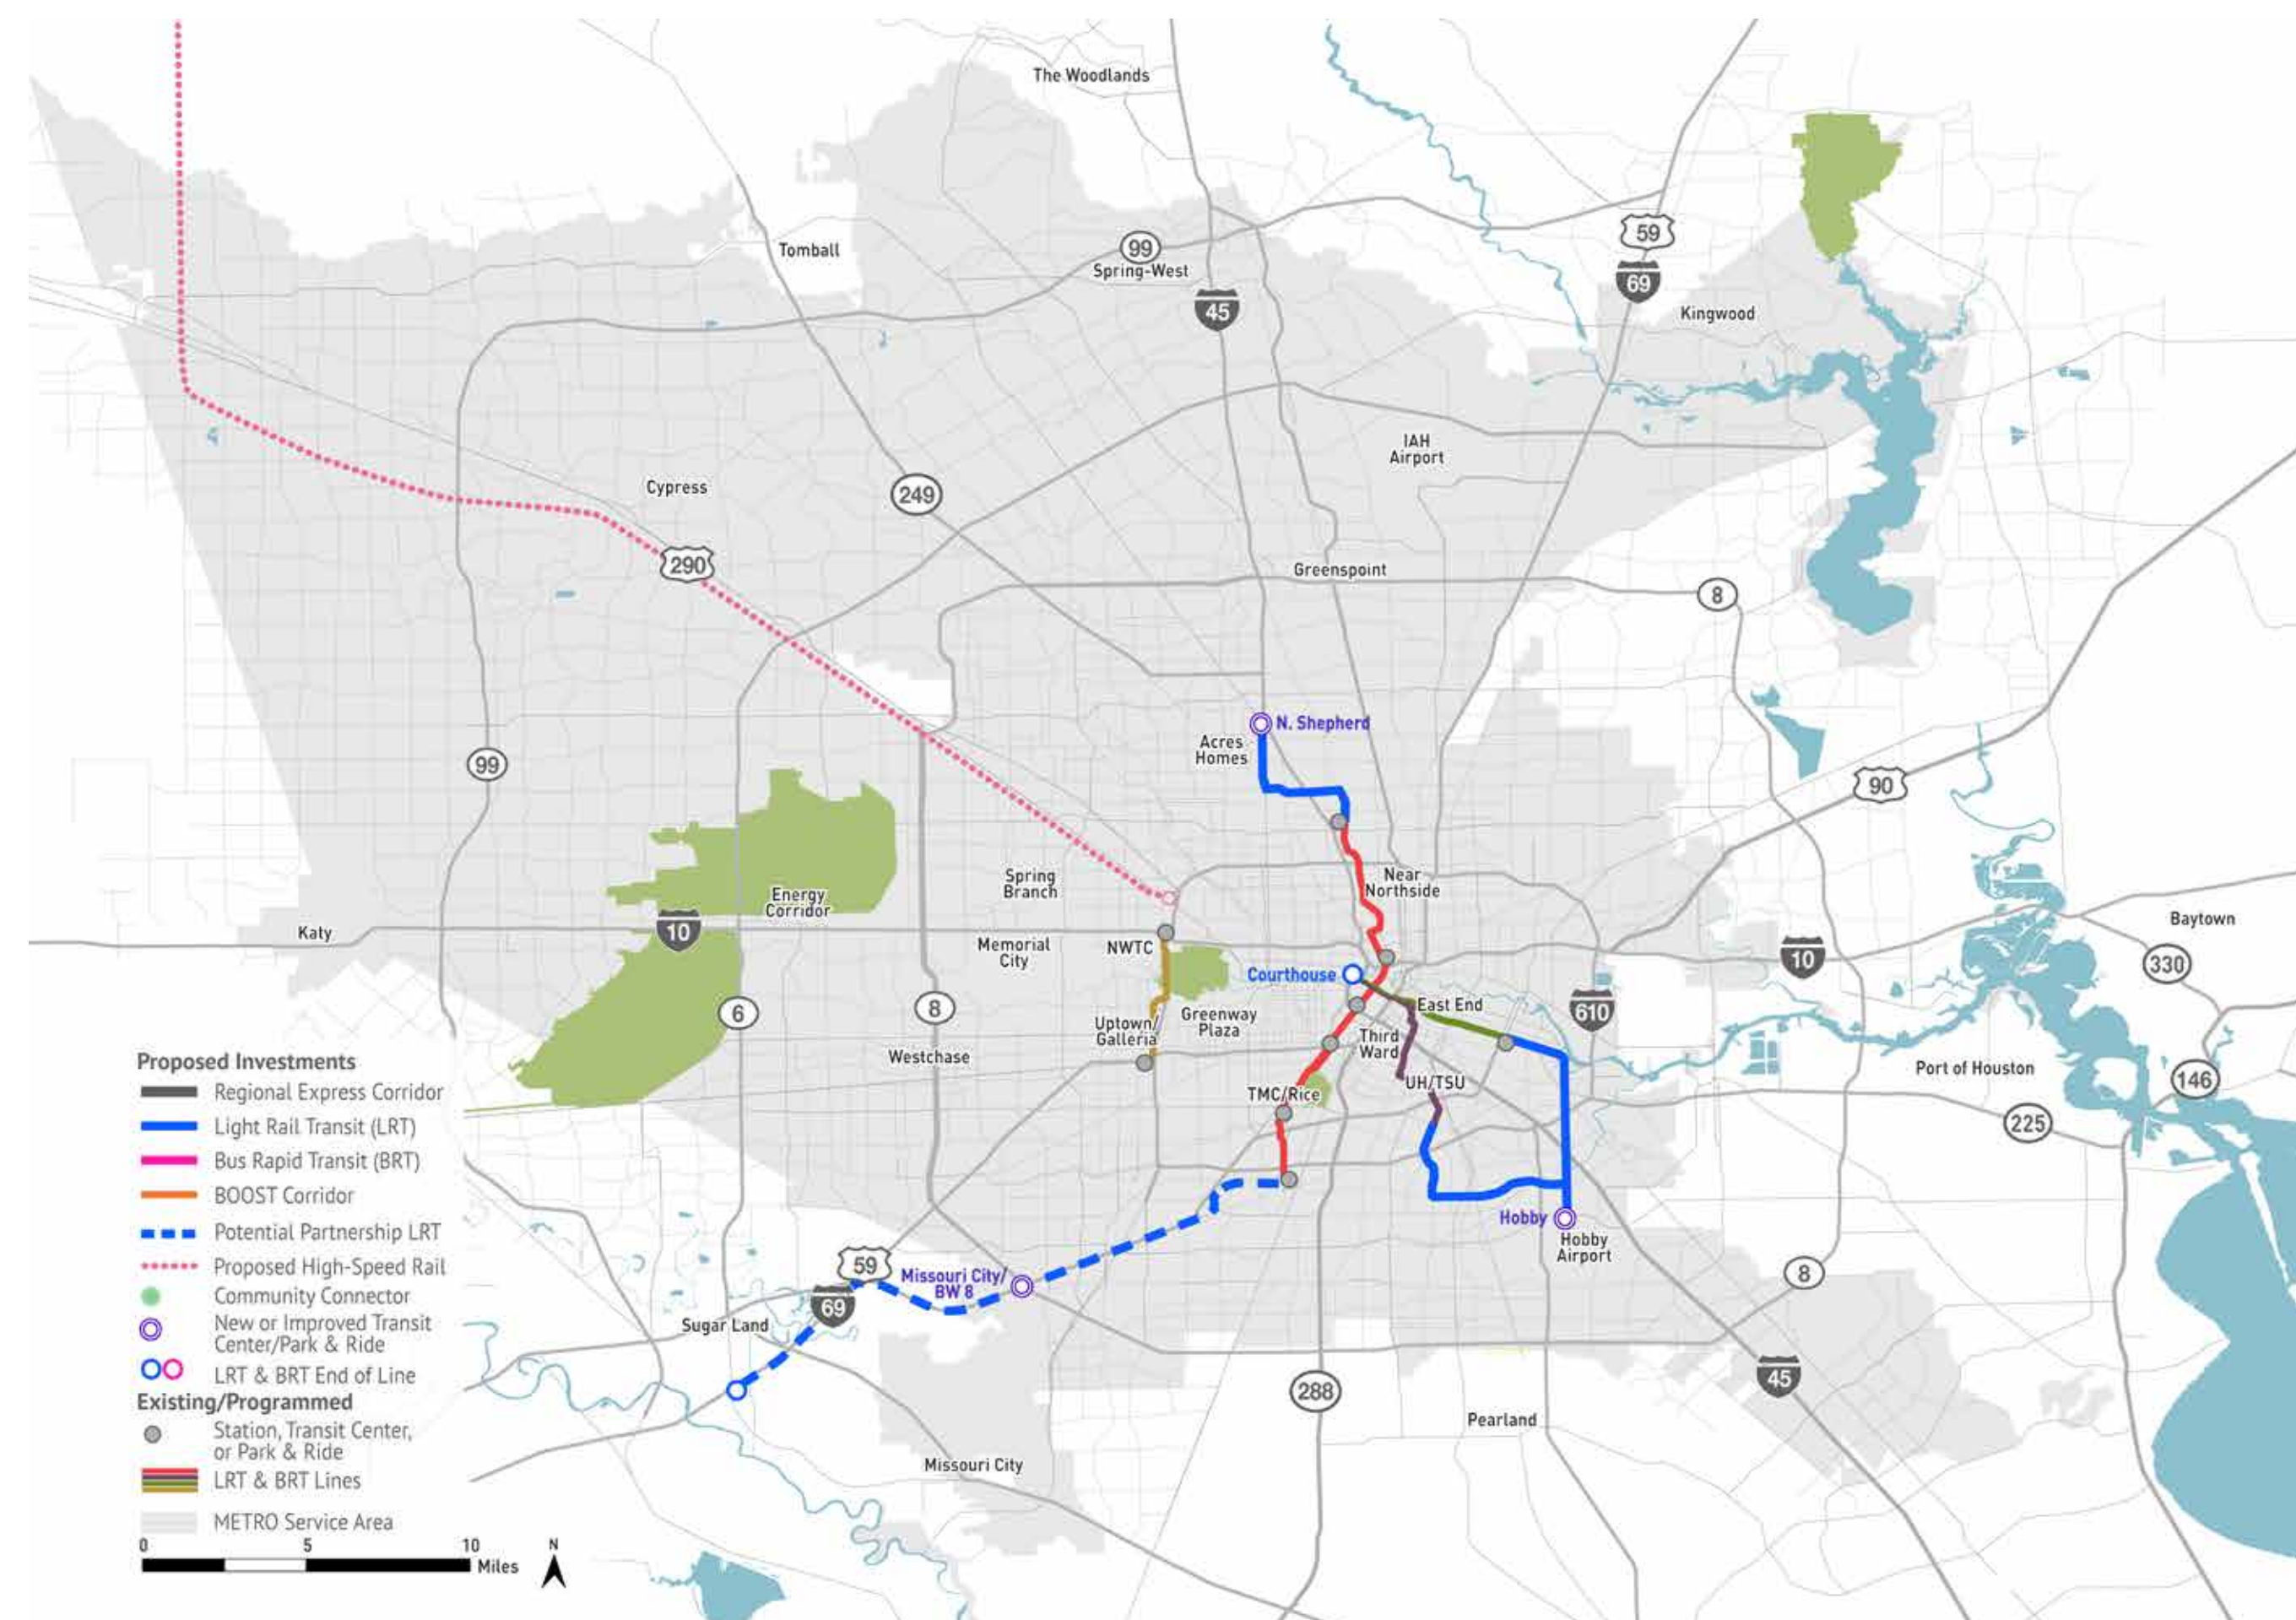 The Woodlands
59
Tomball
99
Spring-West
69
45
Kingwood
IAH
Airport
Cypress
249
290
Greenspoint
8
N. Shepherd
Acres
Homes
99
90
Near
Northside
Spring
Branch
Energy
Corridor
Katy
10
Memorial
City
NWTC
Baytown
10
330
Courthouse
6
8
East End
610
Greenway
Plaza
Uptown/
Galleria
Third
Ward
Westchase
Port of Houston
146
UH/TSU
TMC/Rice
225
Hobby
Hobby
Airport
59
8
Missouri City/
BW 8
69
Sugar Land
45
288
Pearland
Missouri City
Proposed Investments
Regional Express Corridor
Light Rail Transit (LRT)
Bus Rapid Transit (BRT)
BOOST Corridor
Potential Partnership LRT
Proposed High-Speed Rail
Community Connector
New or Improved Transit
Center/Park & Ride
LRT & BRT End of Line
Existing/Programmed
Station, Transit Center,
or Park & Ride
LRT & BRT Lines
METRO Service Area
0 5 10
Miles
N